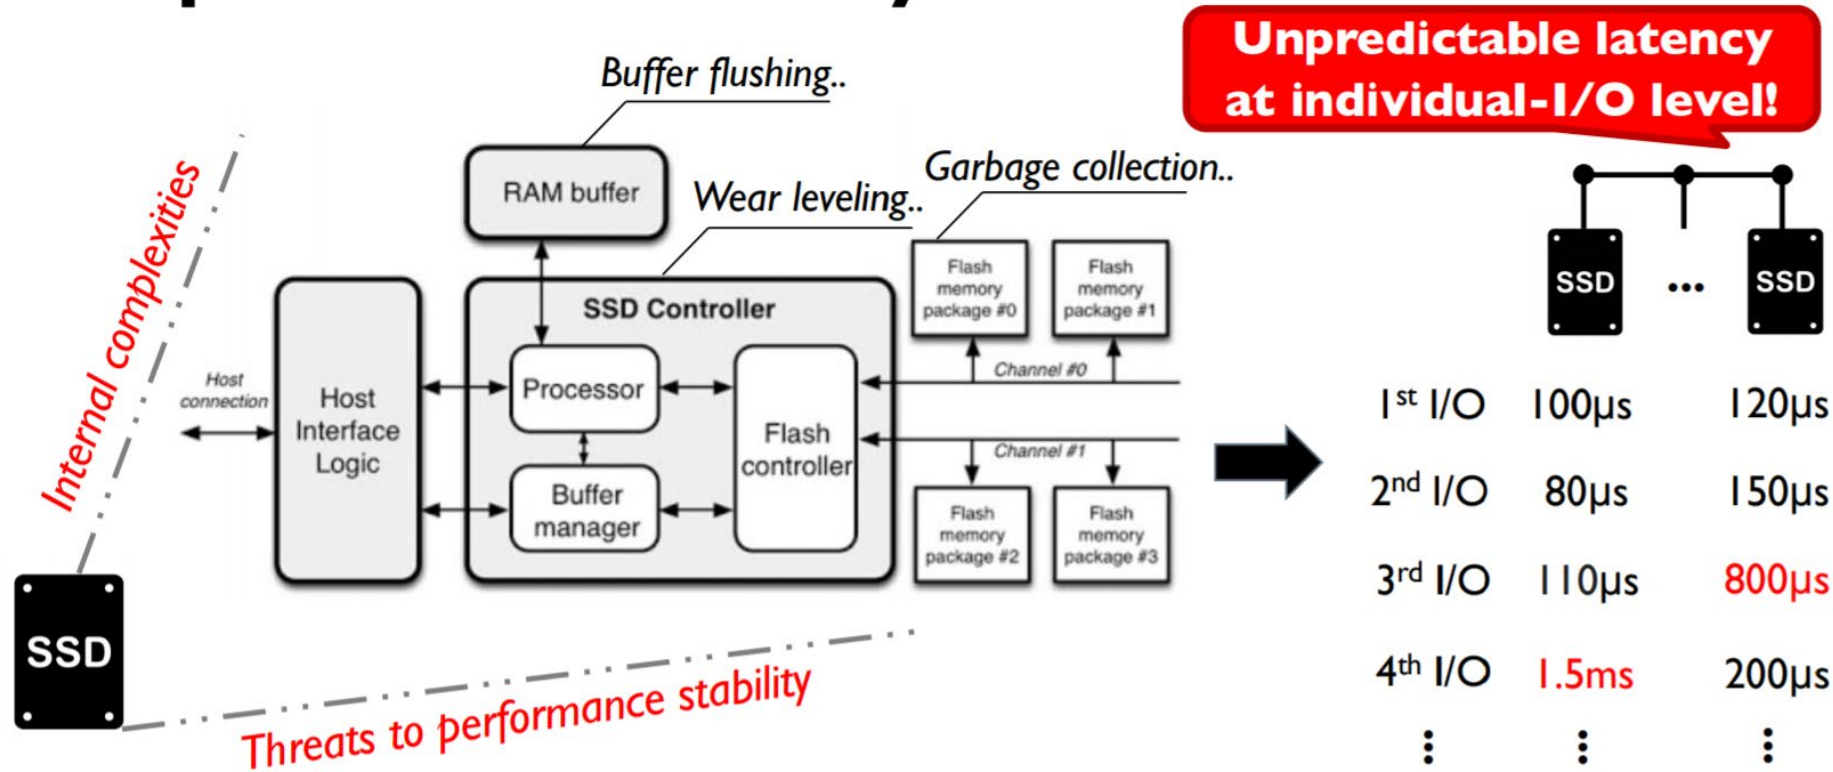 Unpredictable latency
at individual-I/O level!
Buffer flushing..
Wear leveling..
Garbage collection..
Internal complexities
RAM buffer
SSD Controller
Host
connection
Host
Interface
Logic
Processor
Buffer
manager
Flash
controller
Flash
memory
package #0
Flash
memory
package #1
Channel #0
Channel #1
Flash
memory
package #2
Flash
memory
package #3
SSD
Threats to performance stability
SSD ... SSD
1st I/O 100µs 120µs
2nd I/O 80µs 150µs
3rd I/O 110µs 800µs
4th I/O 1.5ms 200µs